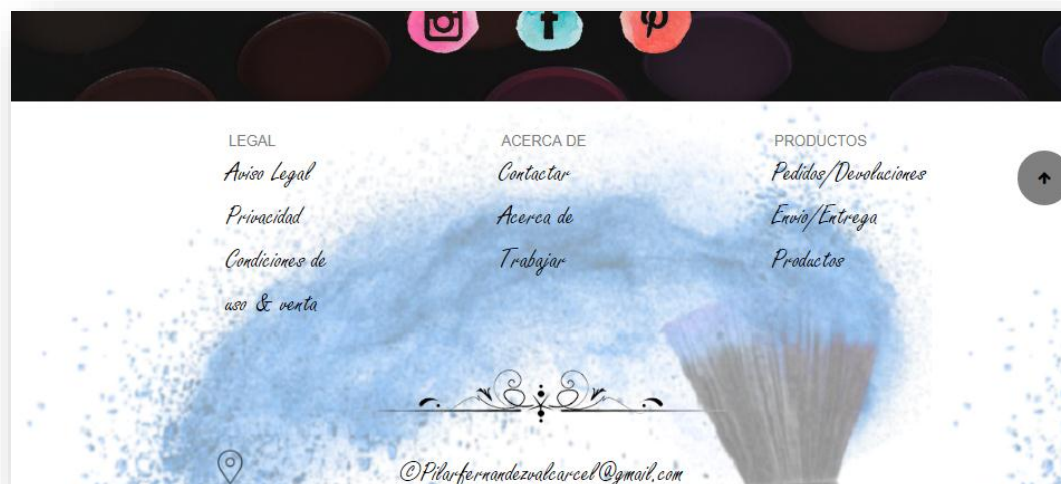 LEGAL
Aviso Legal
Privacidad
Condiciones de
uso & venta
ACERCA DE
Contactar
Acerca de
Trabajar
PRODUCTOS
Pedidos/Devoluciones
Envio/Entrega
Productos
©Pilarfernandezvalcarcel@gmail.com